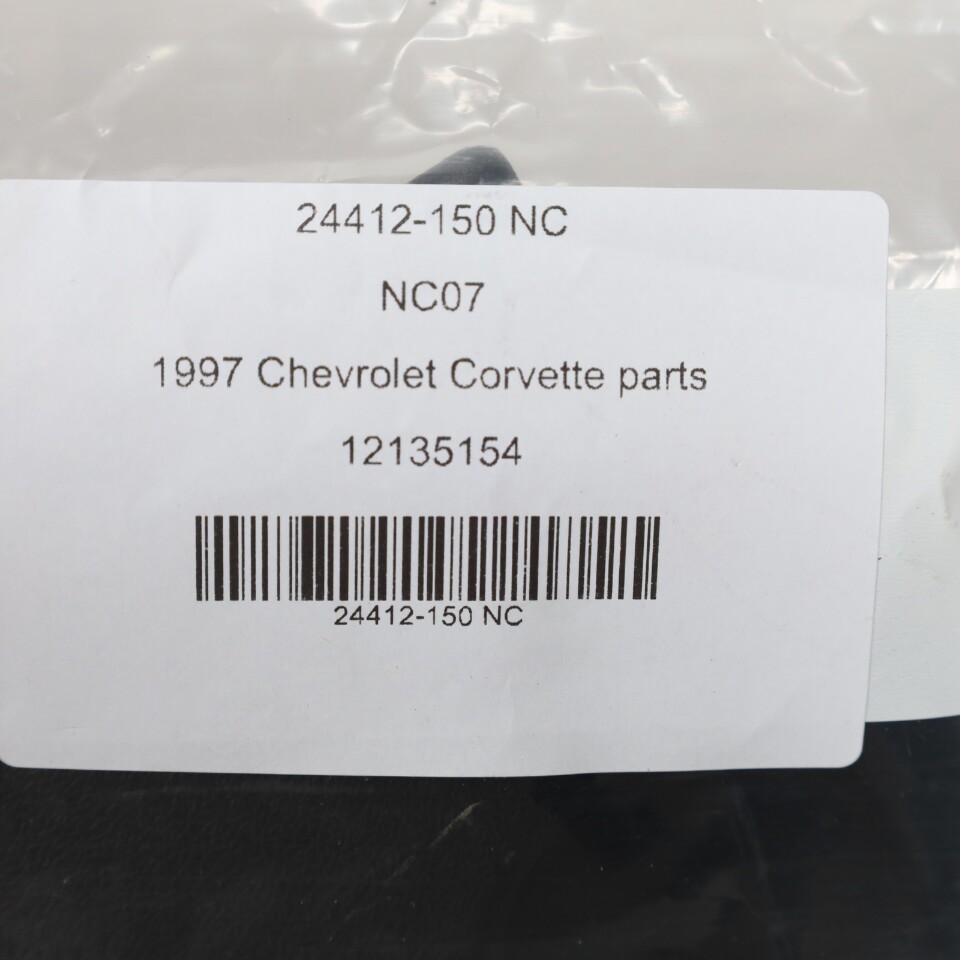 24412-150 NC
NC07
1997 Chevrolet Corvette parts
12135154
24412-150 NC